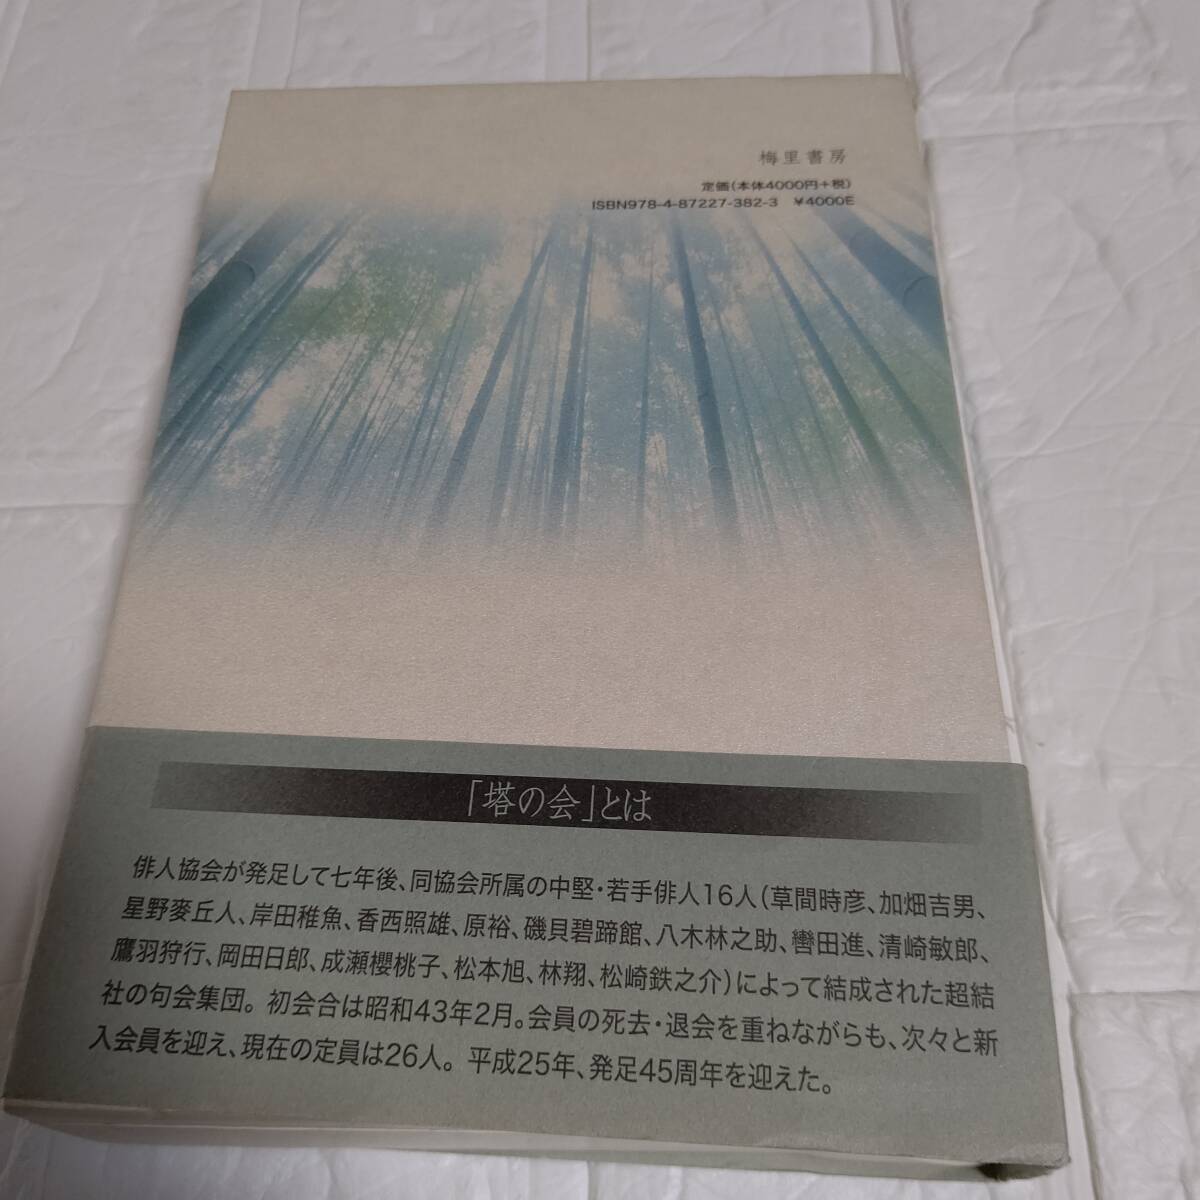 梅里書房
定価(本体4000円+税)
ISBN978-4-87227-382-3 ¥4000E
「塔の会」とは
俳人協会が発足して七年後、同協会所属の中堅・若手俳人16人(草間時彦、加畑吉男、
星野麥丘人、岸田稚魚、香西照雄、原裕、磯貝碧蹄館、八木林之助、轡田進、清崎敏郎、
鷹羽狩行、岡田日郎、成瀬櫻桃子、松本旭、林翔、松崎鉄之介)によって結成された超結
社の句会集団。初会合は昭和43年2月。会員の死去・退会を重ねながらも、次々と新
入会員を迎え、現在の定員は26人。平成25年、発足45周年を迎えた。